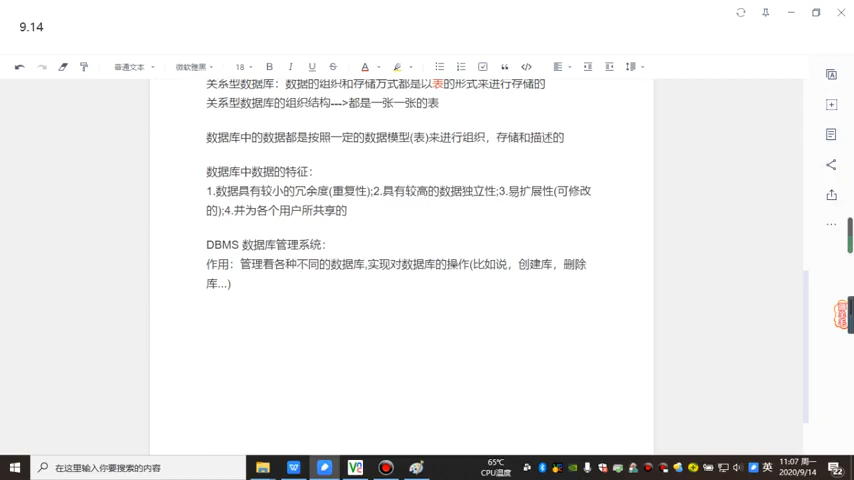 9.14
普通文本
微软雅黑
18
B
I
U
S
A
关系型数据库：数据的组织和存储方式都是以表的形式来进行存储的
关系型数据库的组织结构--->都是一张一张的表
数据库中的数据都是按照一定的数据模型(表)来进行组织，存储和描述的
数据库中数据的特征：
1.数据具有较小的冗余度(重复性);2.具有较高的数据独立性;3.易扩展性(可修改
的);4.并为各个用户所共享的
DBMS 数据库管理系统：
作用：管理着各种不同的数据库,实现对数据库的操作(比如说，创建库，删除
库...)
在这里输入你要搜索的内容
65℃
CPU温度
英
11:07 周一
2020/9/14
22